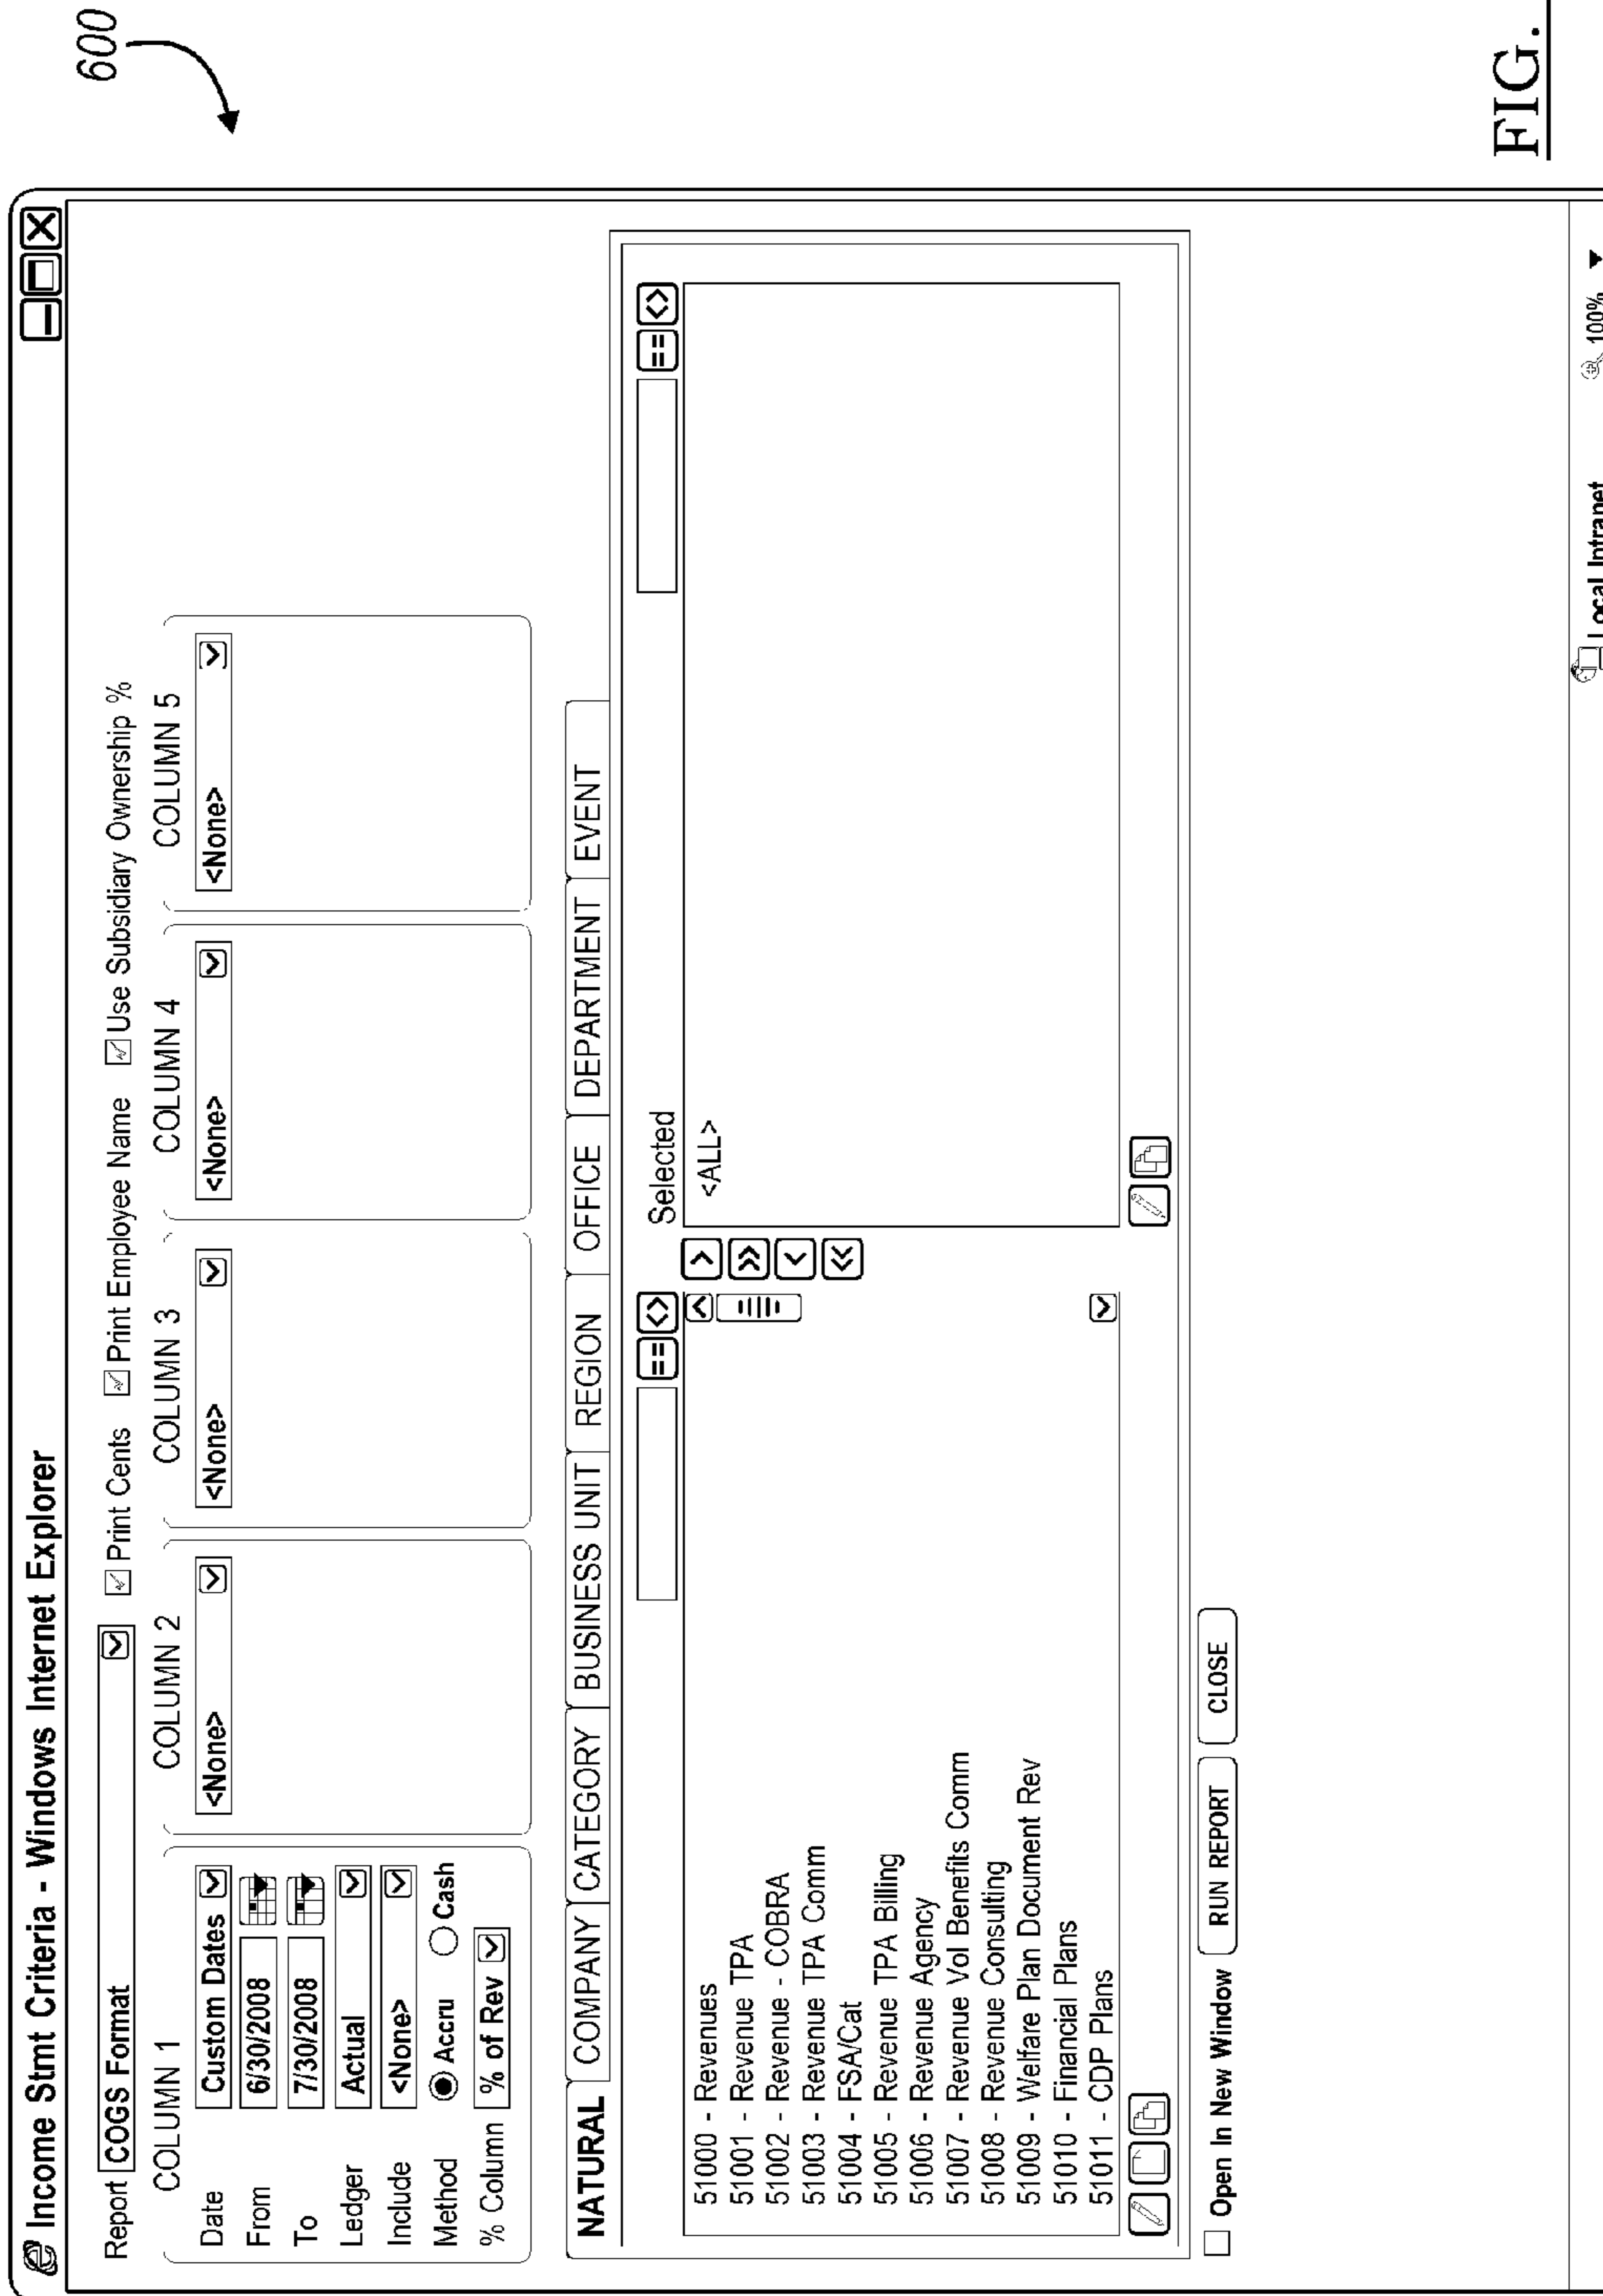 600
Income Stmt Criteria - Windows Internet Explorer
Report COGS Format Print Cents Print Employee Name Use Subsidiary Ownership %
COLUMN 1 COLUMN 2 COLUMN 3 COLUMN 4 COLUMN 5
Date Custom Dates <None> <None> <None> <None>
From 6/30/2008
To 7/30/2008
Ledger Actual
Include <None>
Method Accru Cash
% Column % of Rev
NATURAL COMPANY CATEGORY BUSINESS UNIT REGION OFFICE DEPARTMENT EVENT
== <> Selected == <>
51000 - Revenues > <ALL>
51001 - Revenue TPA >>
51002 - Revenue - COBRA <
51003 - Revenue TPA Comm <<
51004 - FSA/Cat
51005 - Revenue TPA Billing
51006 - Revenue Agency
51007 - Revenue Vol Benefits Comm
51008 - Revenue Consulting
51009 - Welfare Plan Document Rev
51010 - Financial Plans
51011 - CDP Plans
Open In New Window RUN REPORT CLOSE
Local Intranet 100%
FIG.